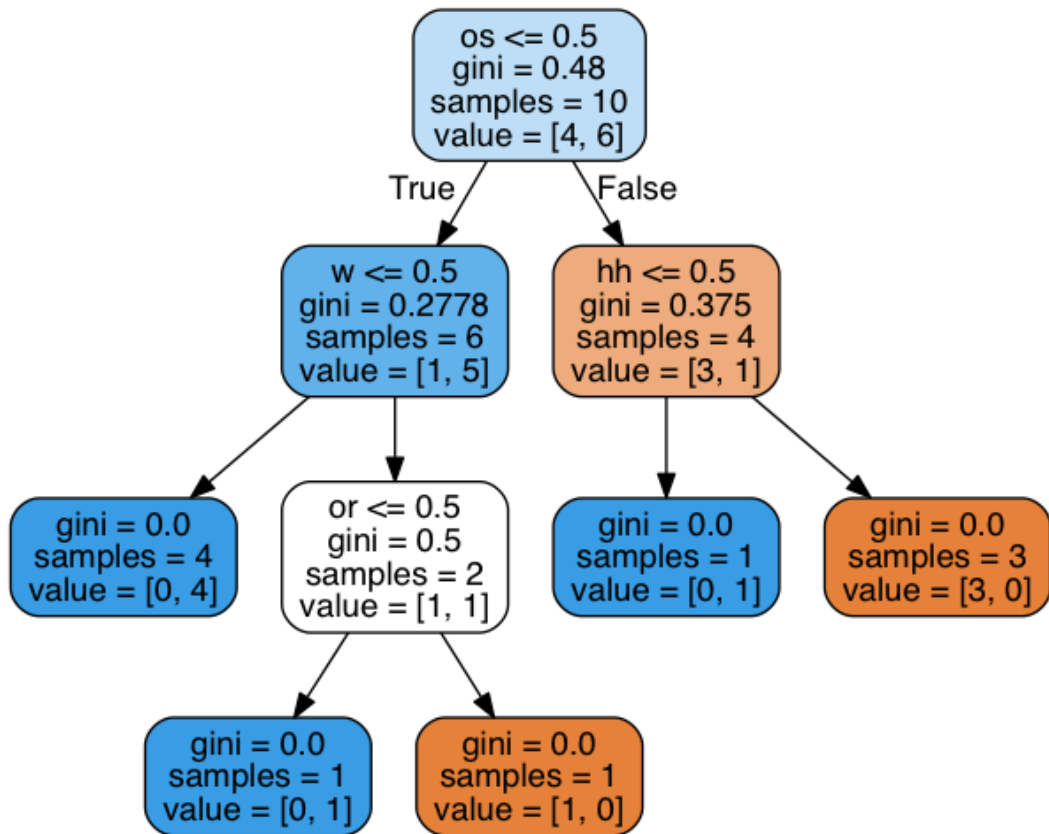 os <= 0.5
gini = 0.48
samples = 10
value = [4, 6]
True
False
w <= 0.5
gini = 0.2778
samples = 6
value = [1, 5]
hh <= 0.5
gini = 0.375
samples = 4
value = [3, 1]
gini = 0.0
samples = 4
value = [0, 4]
or <= 0.5
gini = 0.5
samples = 2
value = [1, 1]
gini = 0.0
samples = 1
value = [0, 1]
gini = 0.0
samples = 3
value = [3, 0]
gini = 0.0
samples = 1
value = [0, 1]
gini = 0.0
samples = 1
value = [1, 0]